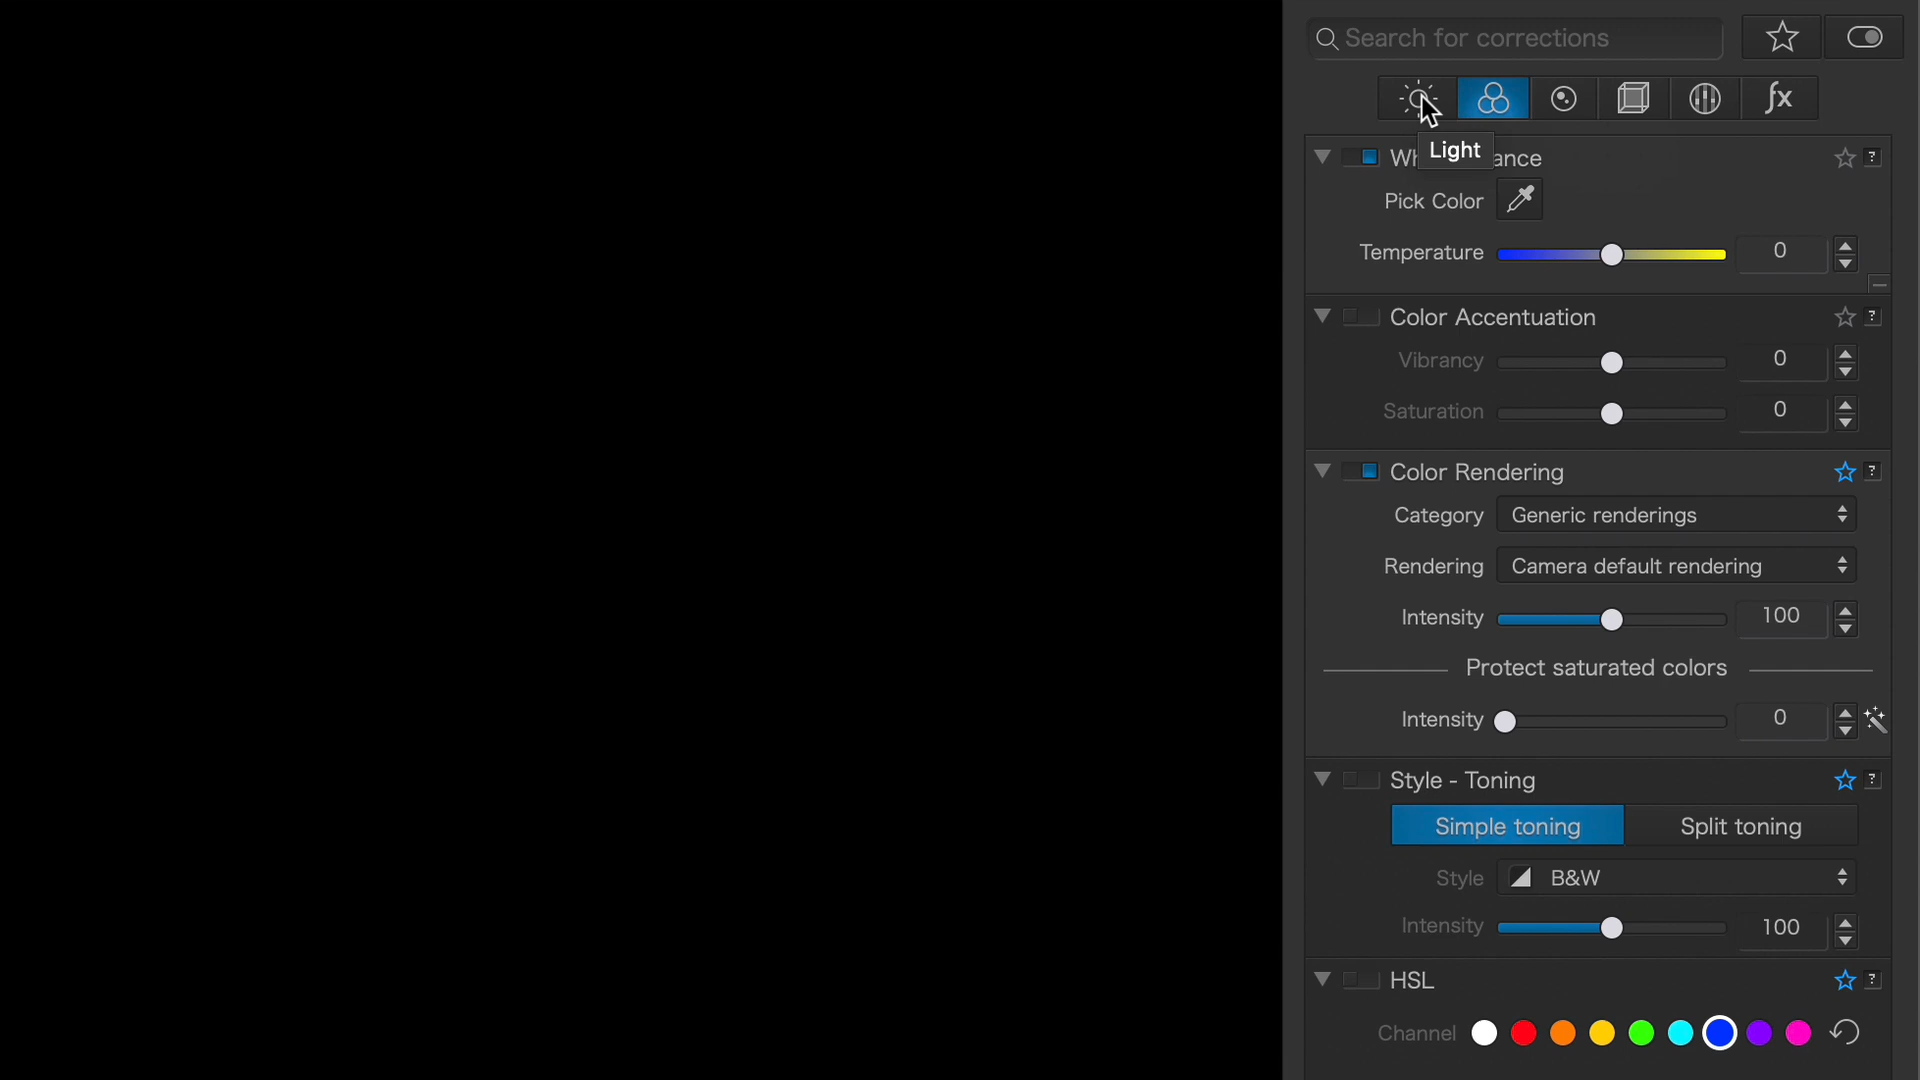 Search for corrections
fx
Light
Wh ance
?
Pick Color
Temperature 0
Color Accentuation ?
Vibrancy 0
Saturation 0
Color Rendering ?
Category Generic renderings
Rendering Camera default rendering
Intensity 100
Protect saturated colors
Intensity 0
Style - Toning ?
Simple toning Split toning
Style B&W
Intensity 100
HSL ?
Channel